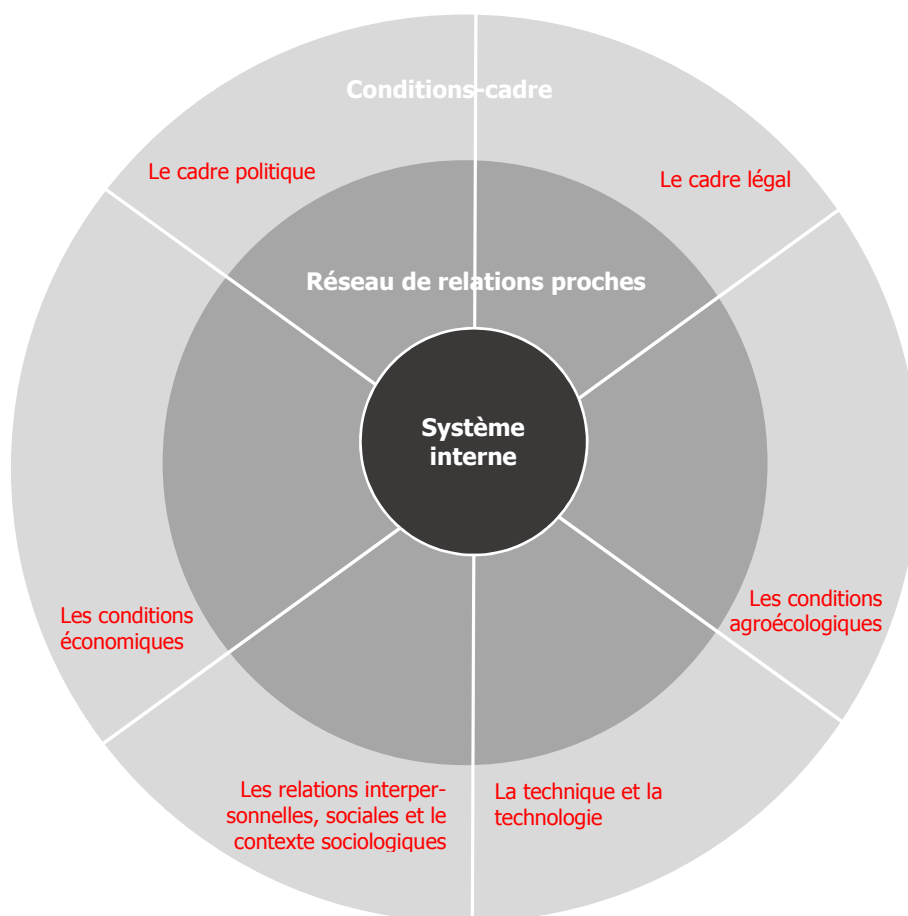 Conditions-cadre
Le cadre politique
Le cadre légal
Réseau de relations proches
Système
interne
Les conditions
économiques
Les conditions
agroécologiques
Les relations interper-
sonnelles, sociales et le
contexte sociologiques
La technique et la
technologie